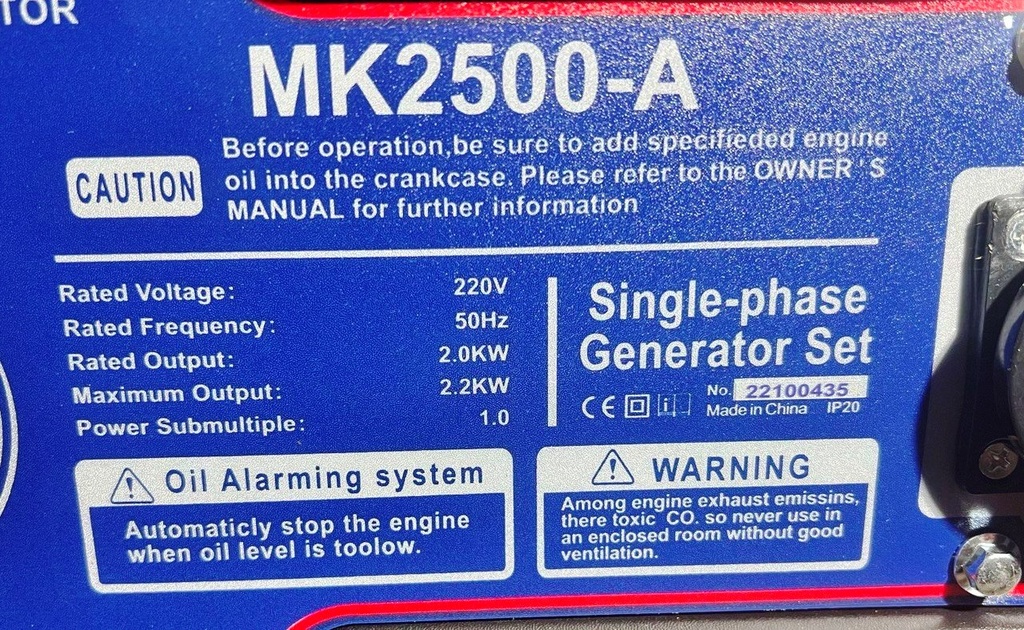 TOR
MK2500-A
CAUTION
Before operation,be sure to add specifieded engine
oil into the crankcase. Please refer to the OWNER'S
MANUAL for further information
Rated Voltage: 220V
Rated Frequency: 50Hz
Rated Output: 2.0KW
Maximum Output: 2.2KW
Power Submultiple: 1.0
Single-phase
Generator Set
No. 22100435
CE Made in China IP20
Oil Alarming system
Automaticly stop the engine
when oil level is toolow.
WARNING
Among engine exhaust emissins,
there toxic CO. so never use in
an enclosed room without good
ventilation.